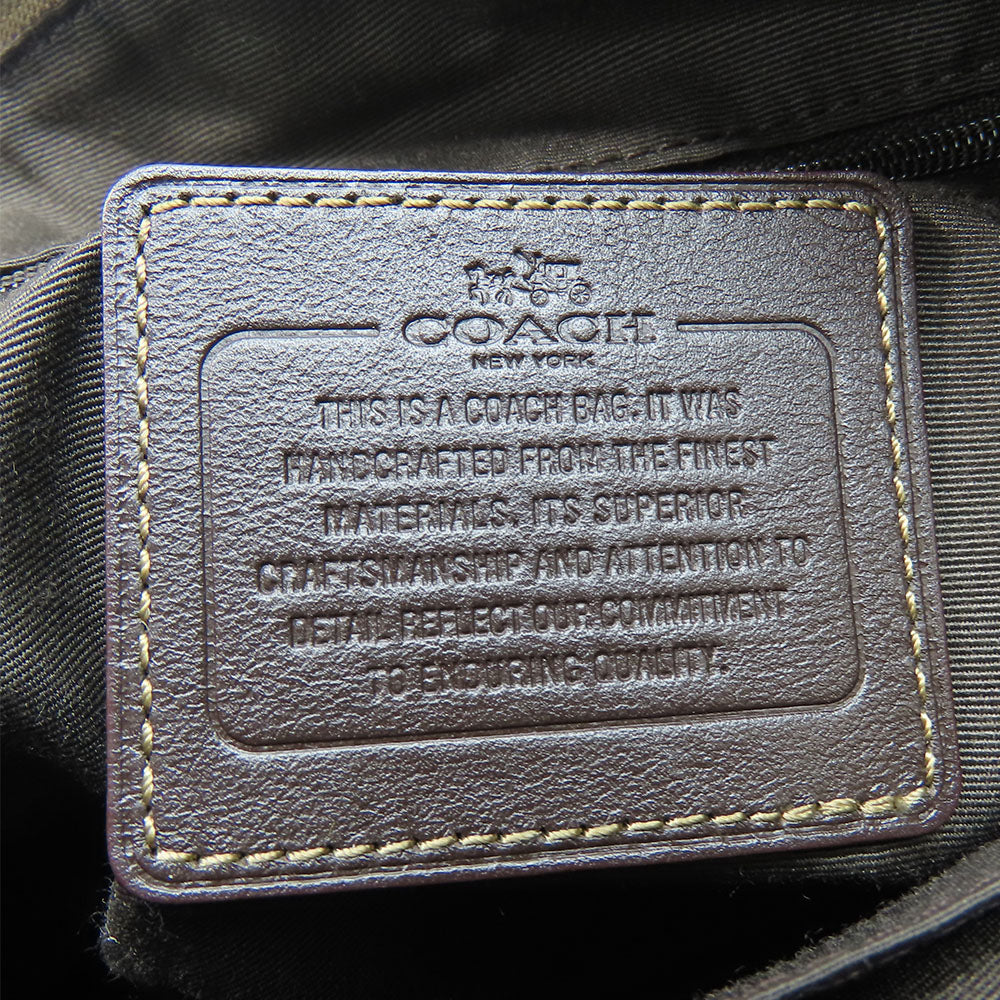 COACH
NEW YORK
THIS IS A COACH BAG. IT WAS
HANDCRAFTED FROM THE FINEST
MATERIALS. ITS SUPERIOR
CRAFTSMANSHIP AND ATTENTION TO
DETAIL REFLECT OUR COMMITMENT
TO ENDURING QUALITY.